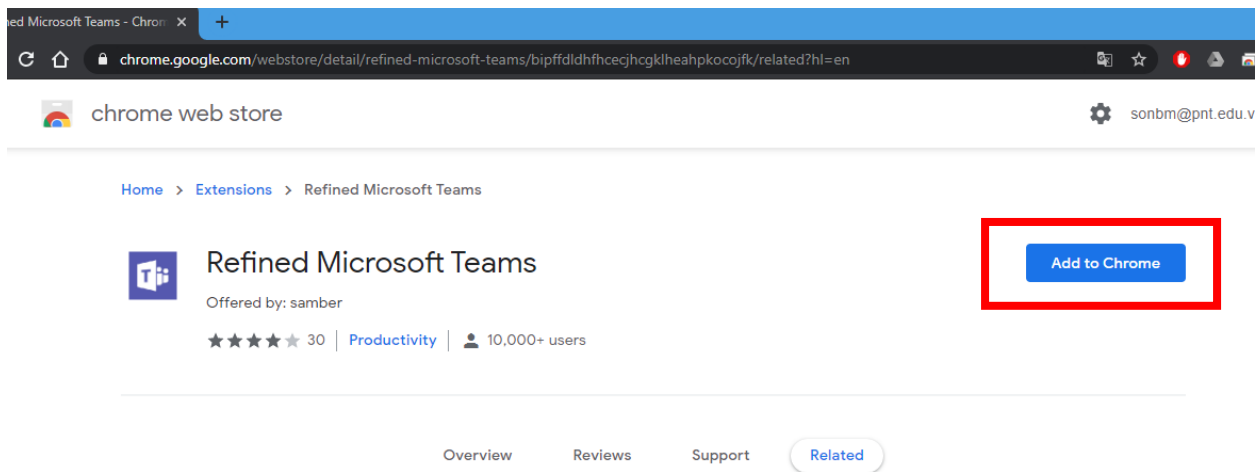 ned Microsoft Teams - Chrom
chrome.google.com/webstore/detail/refined-microsoft-teams/bipffdldhfhcecjhcgklheahpkocojfk/related?hl=en
chrome web store
sonbm@pnt.edu.v
Home > Extensions > Refined Microsoft Teams
Refined Microsoft Teams
Add to Chrome
Offered by: samber
30 | Productivity | 10,000+ users
Overview Reviews Support Related